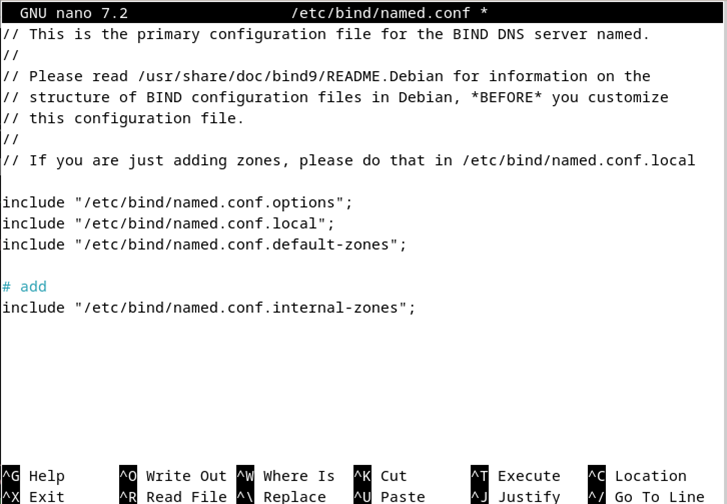 GNU nano 7.2 /etc/bind/named.conf *
// This is the primary configuration file for the BIND DNS server named.
//
// Please read /usr/share/doc/bind9/README.Debian for information on the
// structure of BIND configuration files in Debian, *BEFORE* you customize
// this configuration file.
//
// If you are just adding zones, please do that in /etc/bind/named.conf.local
include "/etc/bind/named.conf.options";
include "/etc/bind/named.conf.local";
include "/etc/bind/named.conf.default-zones";
# add
include "/etc/bind/named.conf.internal-zones";
^G Help ^O Write Out ^W Where Is ^K Cut ^T Execute ^C Location
^X Exit ^R Read File ^\ Replace ^U Paste ^J Justify ^/ Go To Line